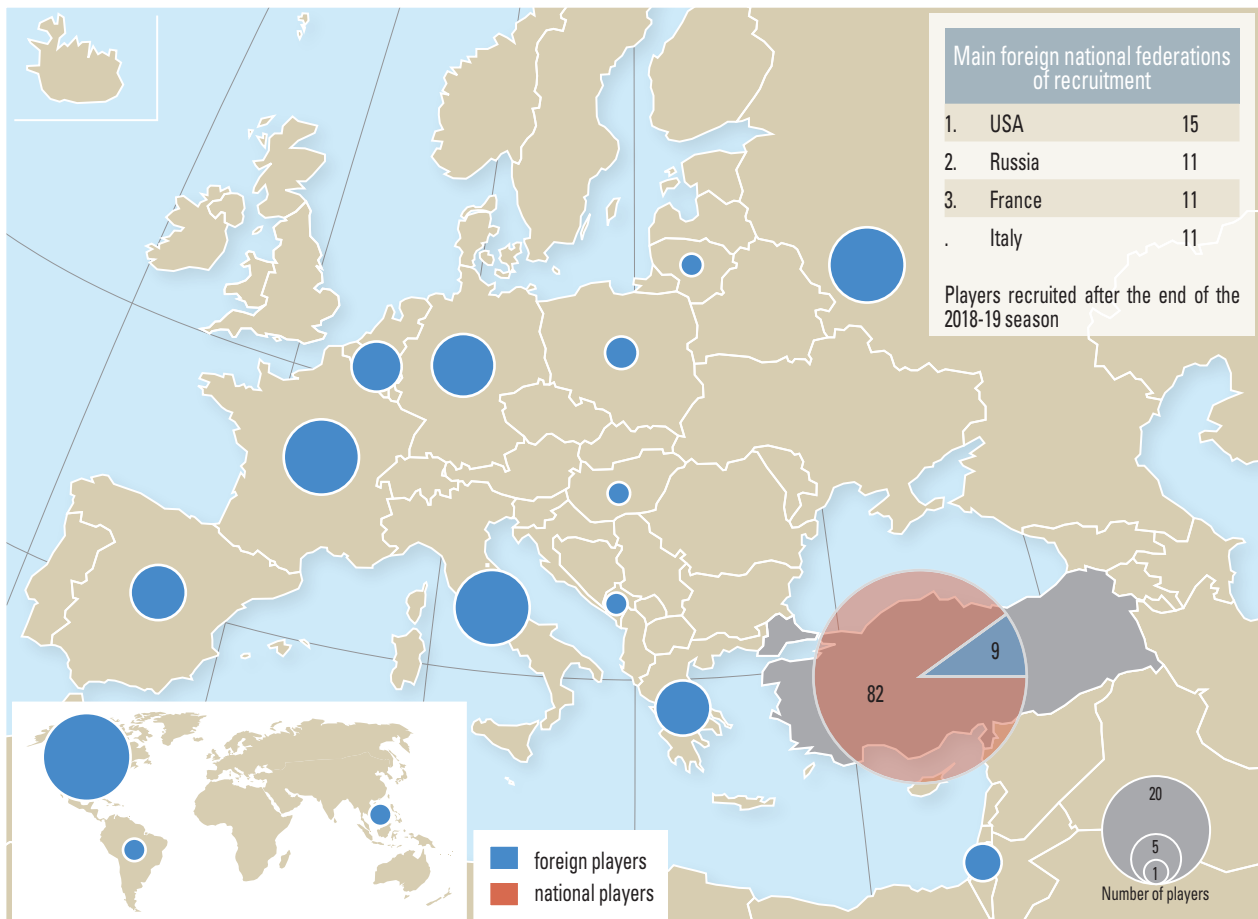 Main foreign national federations
of recruitment
1. USA 15
2. Russia 11
3. France 11
. Italy 11
Players recruited after the end of the
2018-19 season
9
82
foreign players
national players
20
5
1
Number of players